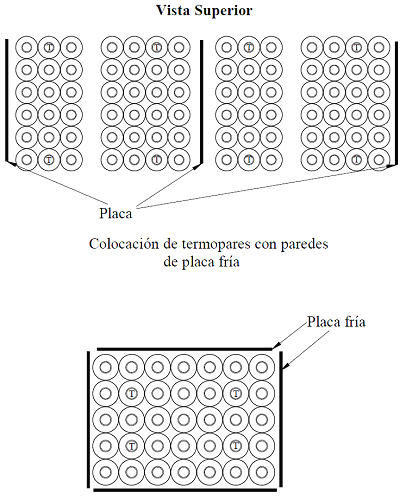 Vista Superior
T T T T
T T T T
Placa
Colocación de termopares con paredes
de placa fría
Placa fría
T T
T T